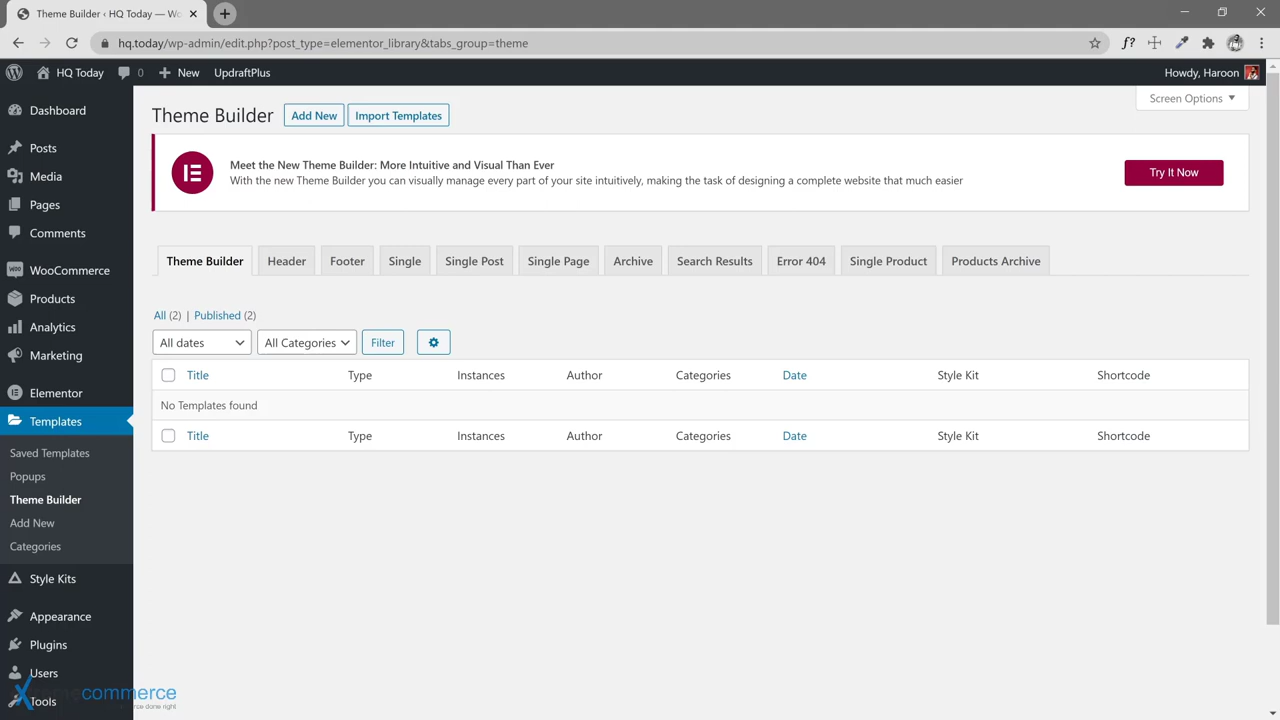 Theme Builder ‹ HQ Today — Wo
hq.today/wp-admin/edit.php?post_type=elementor_library&tabs_group=theme
HQ Today 0 New UpdraftPlus Howdy, Haroon
Screen Options
Dashboard
Posts
Media
Pages
Comments
WooCommerce
Products
Analytics
Marketing
Elementor
Templates
Saved Templates
Popups
Theme Builder
Add New
Categories
Style Kits
Appearance
Plugins
Users
Tools
Theme Builder Add New Import Templates
Meet the New Theme Builder: More Intuitive and Visual Than Ever
With the new Theme Builder you can visually manage every part of your site intuitively, making the task of designing a complete website that much easier
Try It Now
Theme Builder Header Footer Single Single Post Single Page Archive Search Results Error 404 Single Product Products Archive
All (2) | Published (2)
All dates All Categories Filter
Title Type Instances Author Categories Date Style Kit Shortcode
No Templates found
Title Type Instances Author Categories Date Style Kit Shortcode
commerce
done right